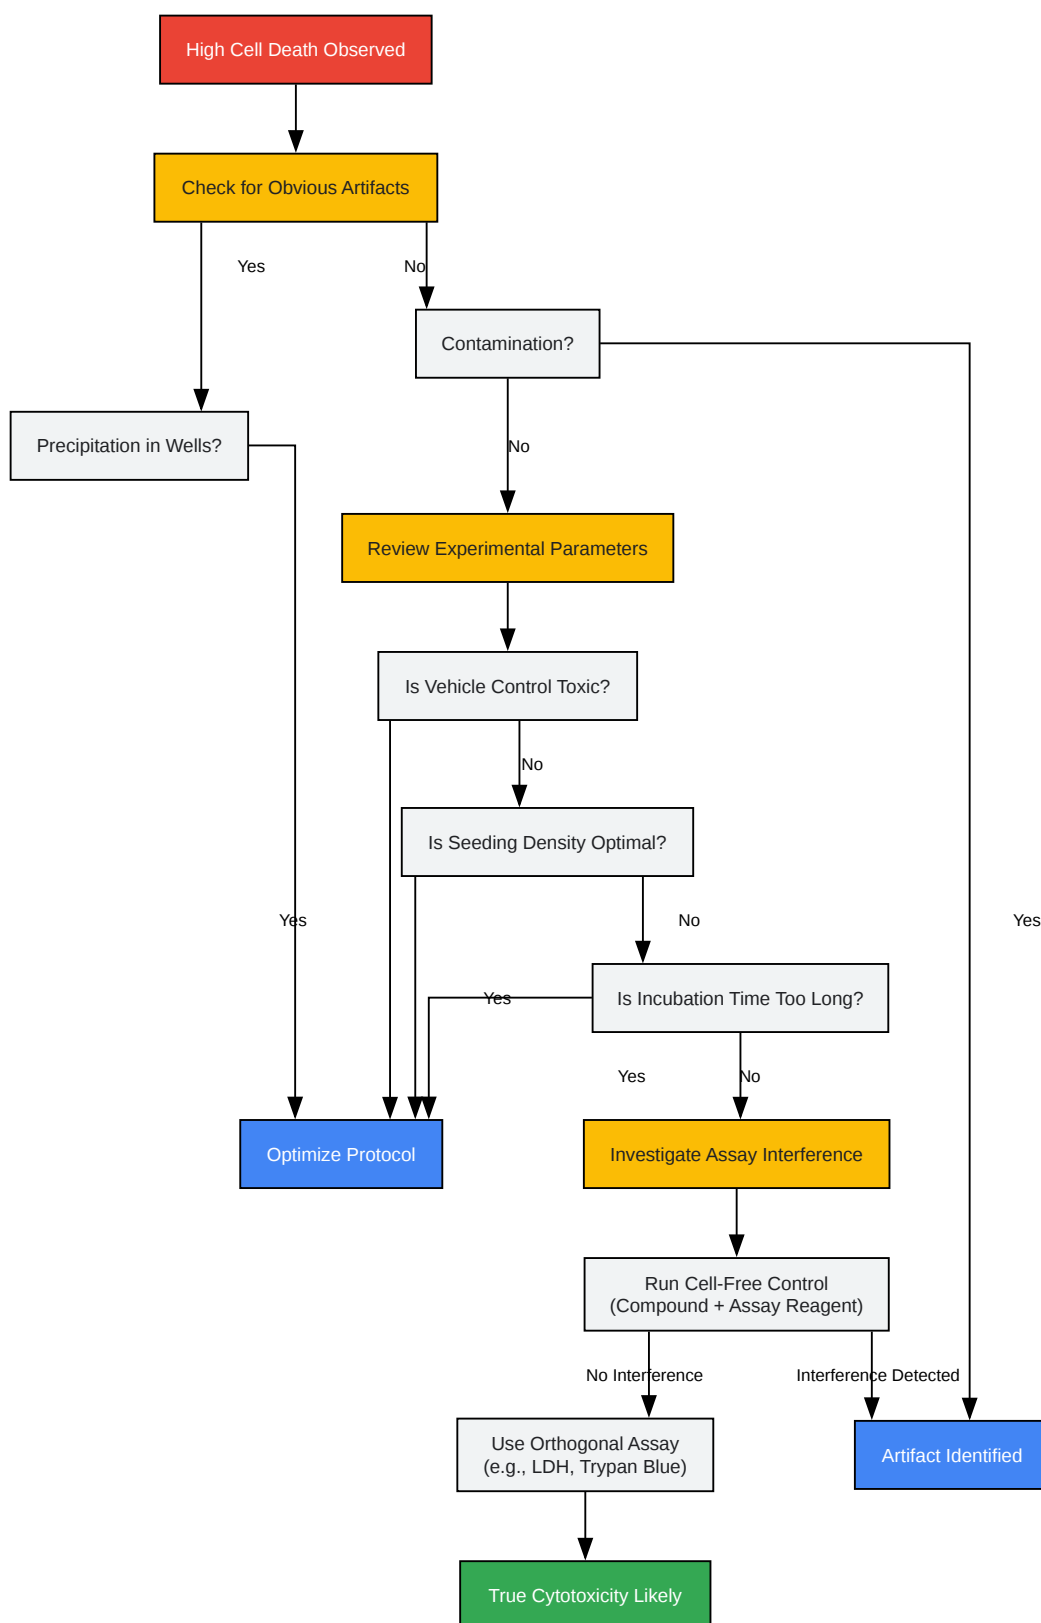 High Cell Death Observed
Check for Obvious Artifacts
Yes
No
Contamination?
Precipitation in Wells?
No
Review Experimental Parameters
Is Vehicle Control Toxic?
No
Is Seeding Density Optimal?
Yes
No
Yes
Yes
Is Incubation Time Too Long?
Yes
No
Optimize Protocol
Investigate Assay Interference
Run Cell-Free Control
(Compound + Assay Reagent)
No Interference
Interference Detected
Use Orthogonal Assay
(e.g., LDH, Trypan Blue)
Artifact Identified
True Cytotoxicity Likely